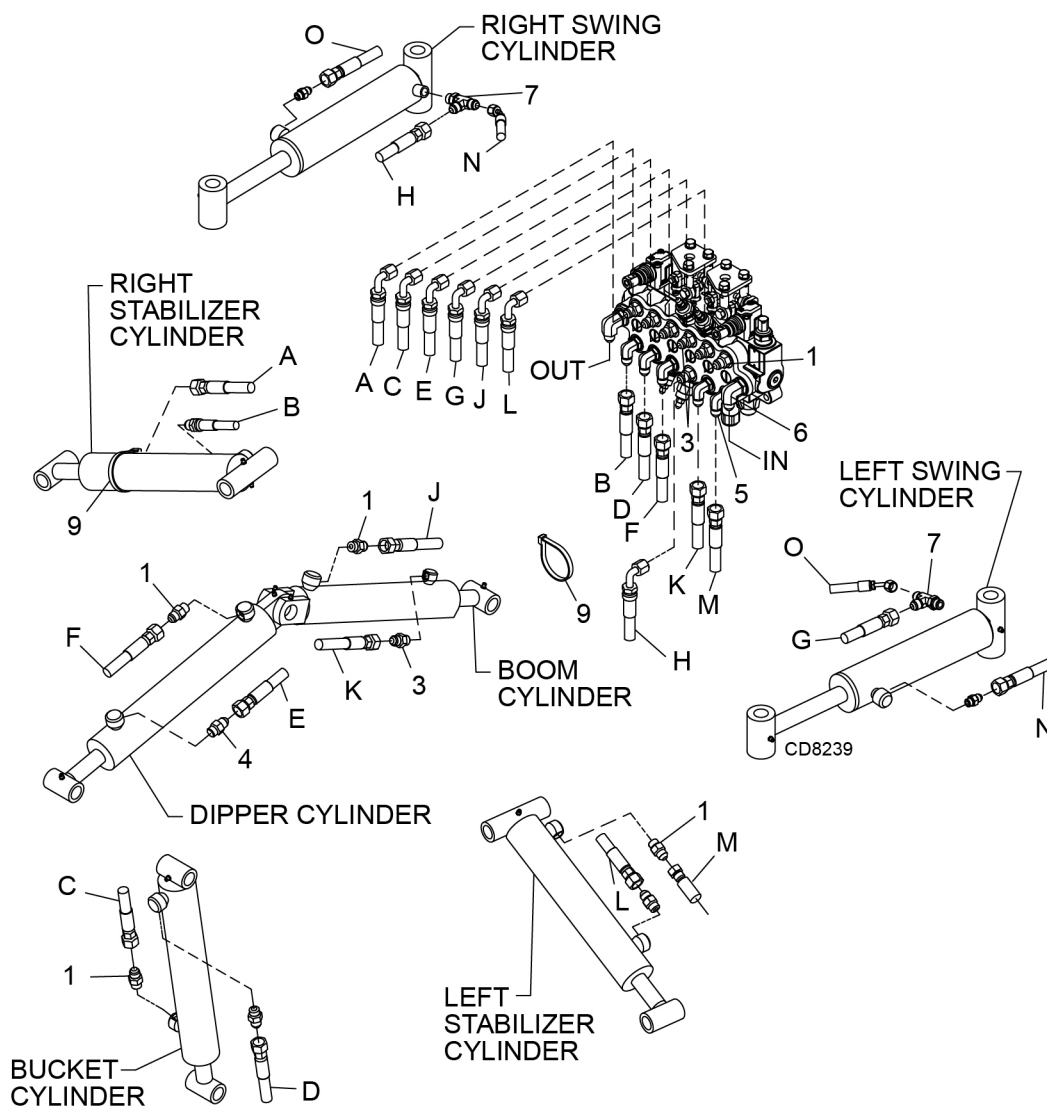 RIGHT SWING
CYLINDER
O
7
N
H
RIGHT
STABILIZER
CYLINDER
A
B
9
A
C
E
G
J
L
OUT
1
3
6
IN
5
B
D
F
K
M
H
LEFT SWING
CYLINDER
O
7
G
N
CD8239
1
J
1
F
K
3
E
4
9
BOOM
CYLINDER
DIPPER CYLINDER
C
1
BUCKET
CYLINDER
D
1
M
L
LEFT
STABILIZER
CYLINDER